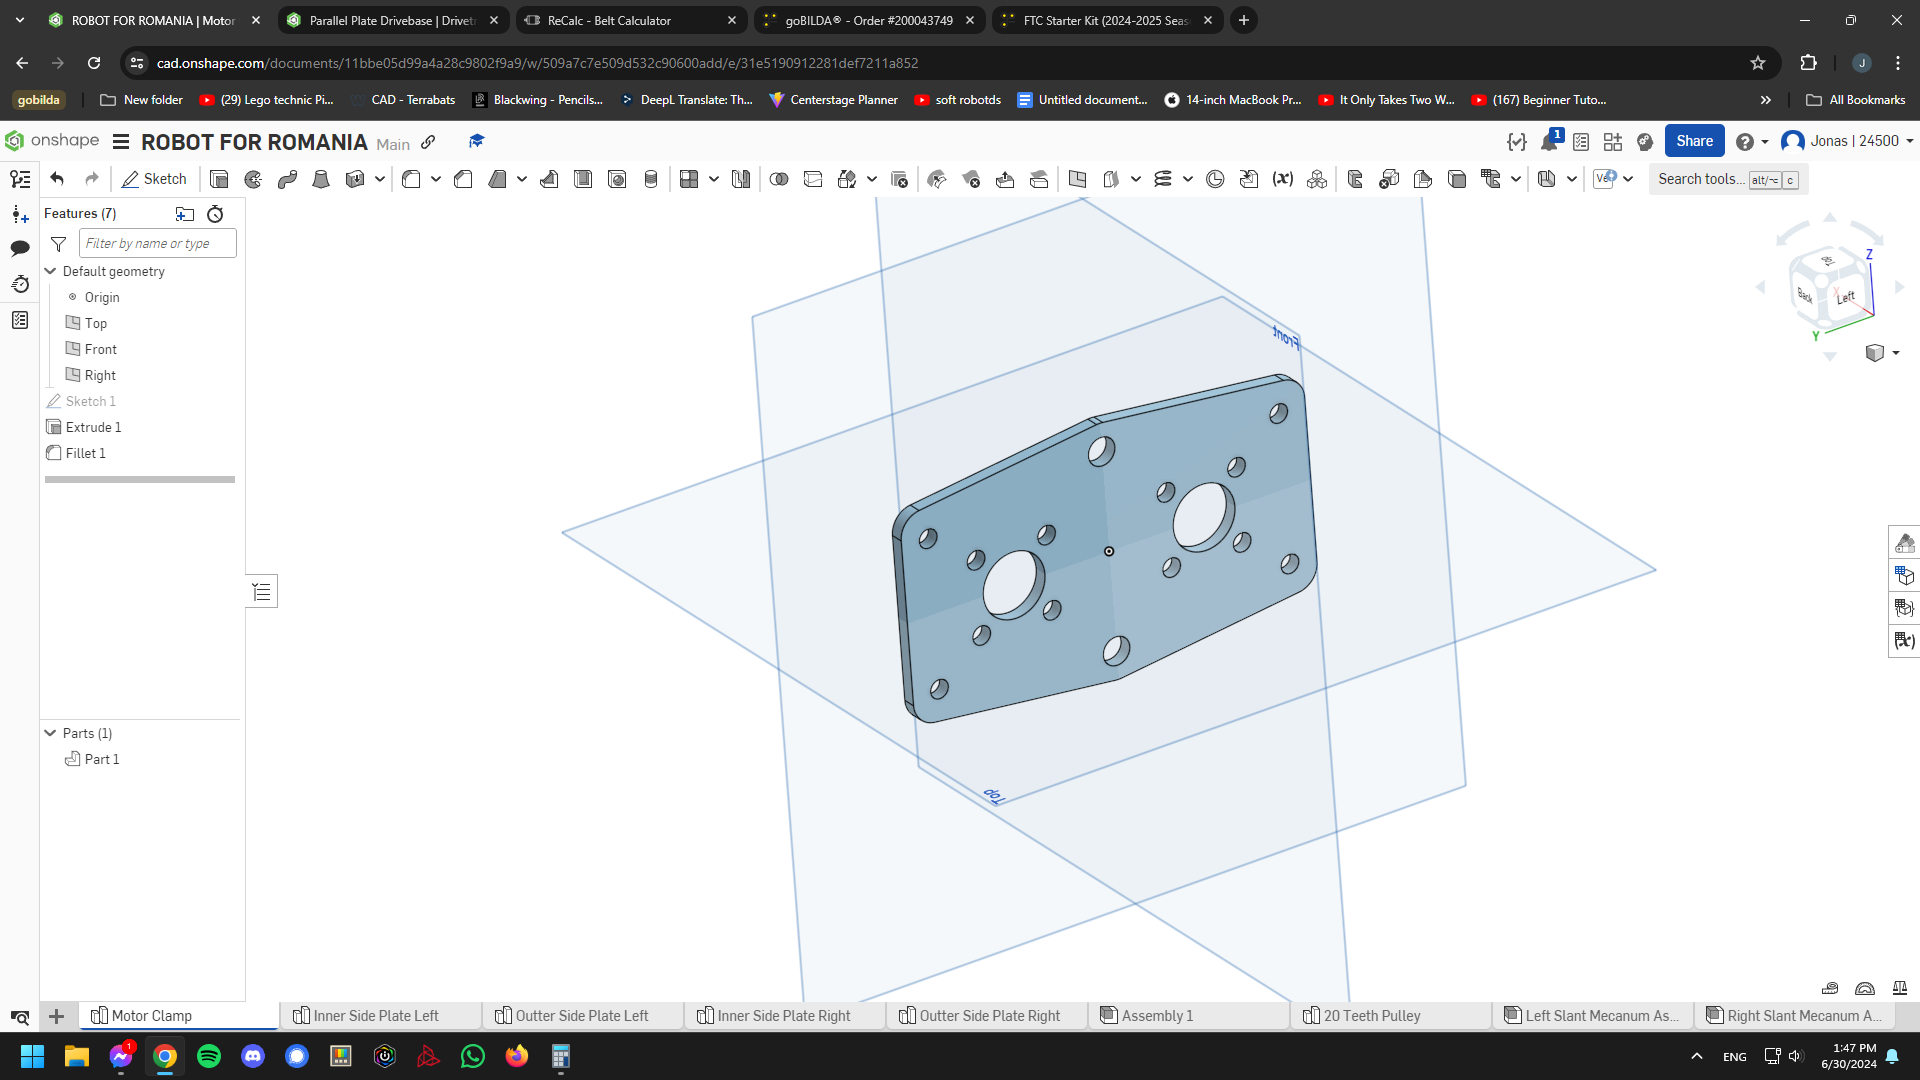 ROBOT FOR ROMANIA | Motor
Parallel Plate Drivebase | Drivet
ReCalc - Belt Calculator
goBILDA® - Order #200043749
FTC Starter Kit (2024-2025 Seas
cad.onshape.com/documents/11bbe05d99a4a28c9802f9a9/w/509a7c7e509d532c90600add/e/31e5190912281def7211a852
J
gobilda
New folder
(29) Lego technic Pi...
CAD - Terrabats
Blackwing - Pencils...
DeepL Translate: Th...
Centerstage Planner
soft robotds
Untitled document...
14-inch MacBook Pr...
It Only Takes Two W...
(167) Beginner Tuto...
All Bookmarks
onshape
ROBOT FOR ROMANIA Main
1
Share
Jonas | 24500
Sketch
(x)
Search tools... alt/⌥ c
Features (7)
Filter by name or type
Default geometry
Origin
Top
Front
Right
Sketch 1
Extrude 1
Fillet 1
Parts (1)
Part 1
Front
Top
Z
Back
Left
X
Y
(x)
Motor Clamp
Inner Side Plate Left
Outter Side Plate Left
Inner Side Plate Right
Outter Side Plate Right
Assembly 1
20 Teeth Pulley
Left Slant Mecanum As...
Right Slant Mecanum A...
1
ENG
1:47 PM
6/30/2024